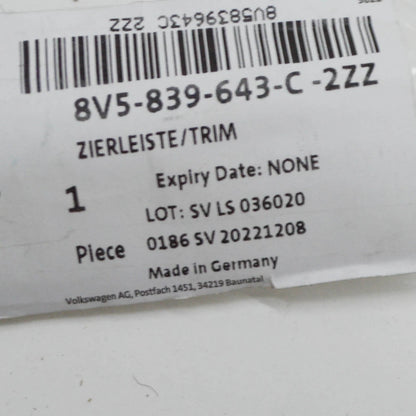 8V5839643C 2ZZ
8V5-839-643-C -2ZZ
ZIERLEISTE/TRIM
Expiry Date: NONE
1
LOT: SV LS 036020
Piece 0186 SV 20221208
Made in Germany
Volkswagen AG, Postfach 1451, 34219 Baunatal